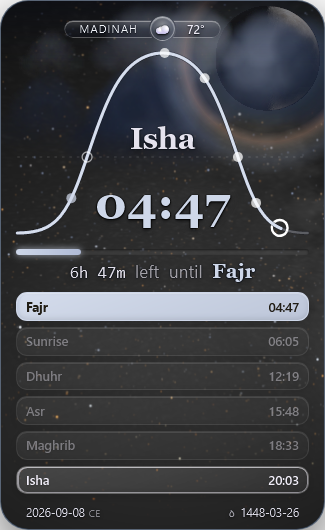 MADINAH 72°
Isha
04:47
6h 47m left until Fajr
Fajr 04:47
Sunrise 06:05
Dhuhr 12:19
Asr 15:48
Maghrib 18:33
Isha 20:03
2026-09-08 CE 1448-03-26